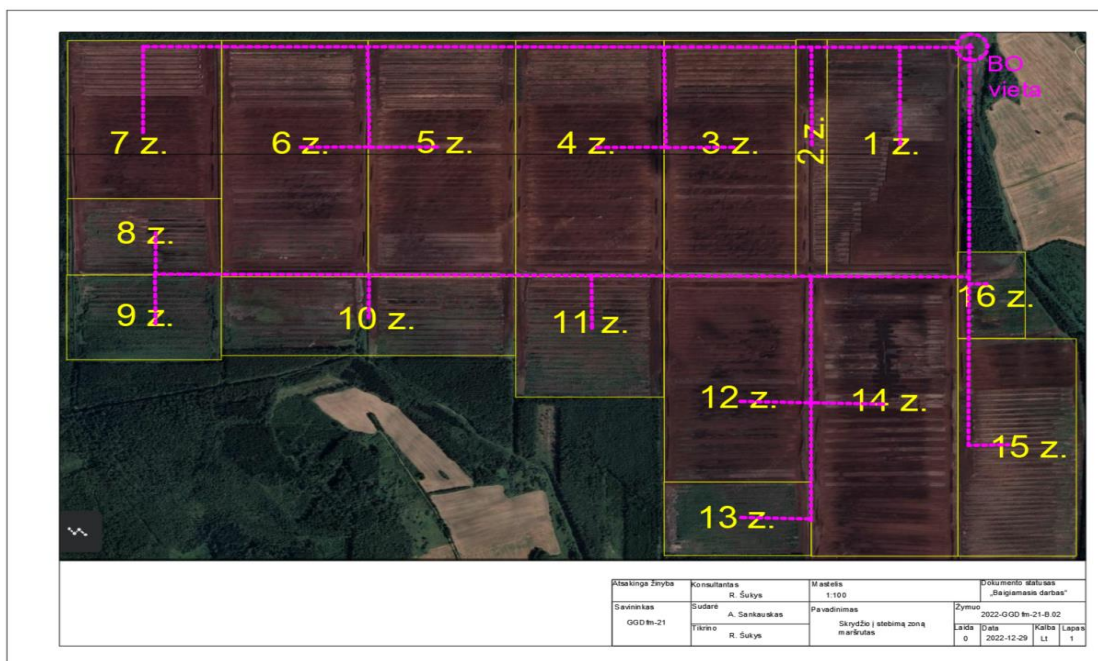 BO
vieta
7 z.
6 z.
5 z.
4 z.
3 z.
2 z.
1 z.
8 z.
9 z.
10 z.
11 z.
16 z.
12 z.
14 z.
15 z.
13 z.
Atsakinga žinyba
Konsultantas
R. Šukys
Mastelis
1:100
Dokumento statusas
„Baigiamasis darbas"
Savininkas
GGDfm-21
Sudarė
A. Sankauskas
Pavadinimas
Skrydžio į stebimą zoną
maršrutas
Žymuo
2022-GGDfm-21-B.02
Tikrino
R. Šukys
Laida
0
Data
2022-12-29
Kalba
Lt
Lapas
1